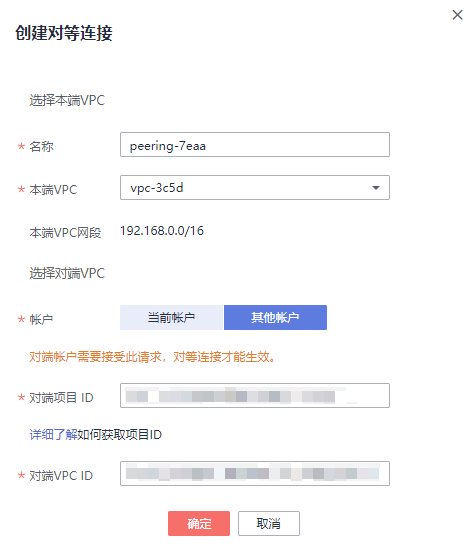 创建对等连接
选择本端VPC
* 名称 peering-7eaa
* 本端VPC vpc-3c5d
本端VPC网段 192.168.0.0/16
选择对端VPC
* 帐户 当前帐户 其他帐户
对端帐户需要接受此请求，对等连接才能生效。
* 对端项目 ID
详细了解如何获取项目ID
* 对端VPC ID
确定 取消